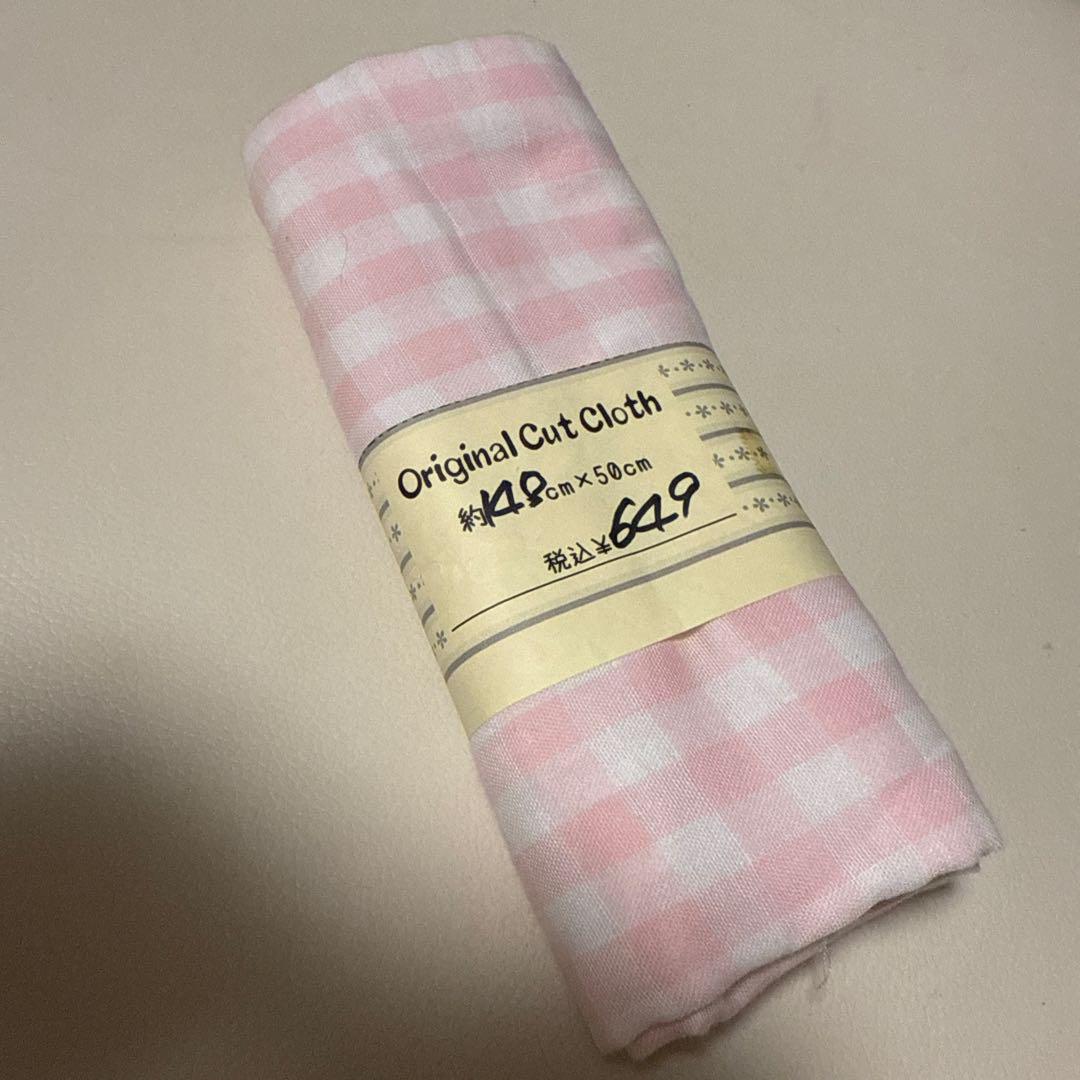 Original Cut Cloth
約148cm×50cm
税込¥649